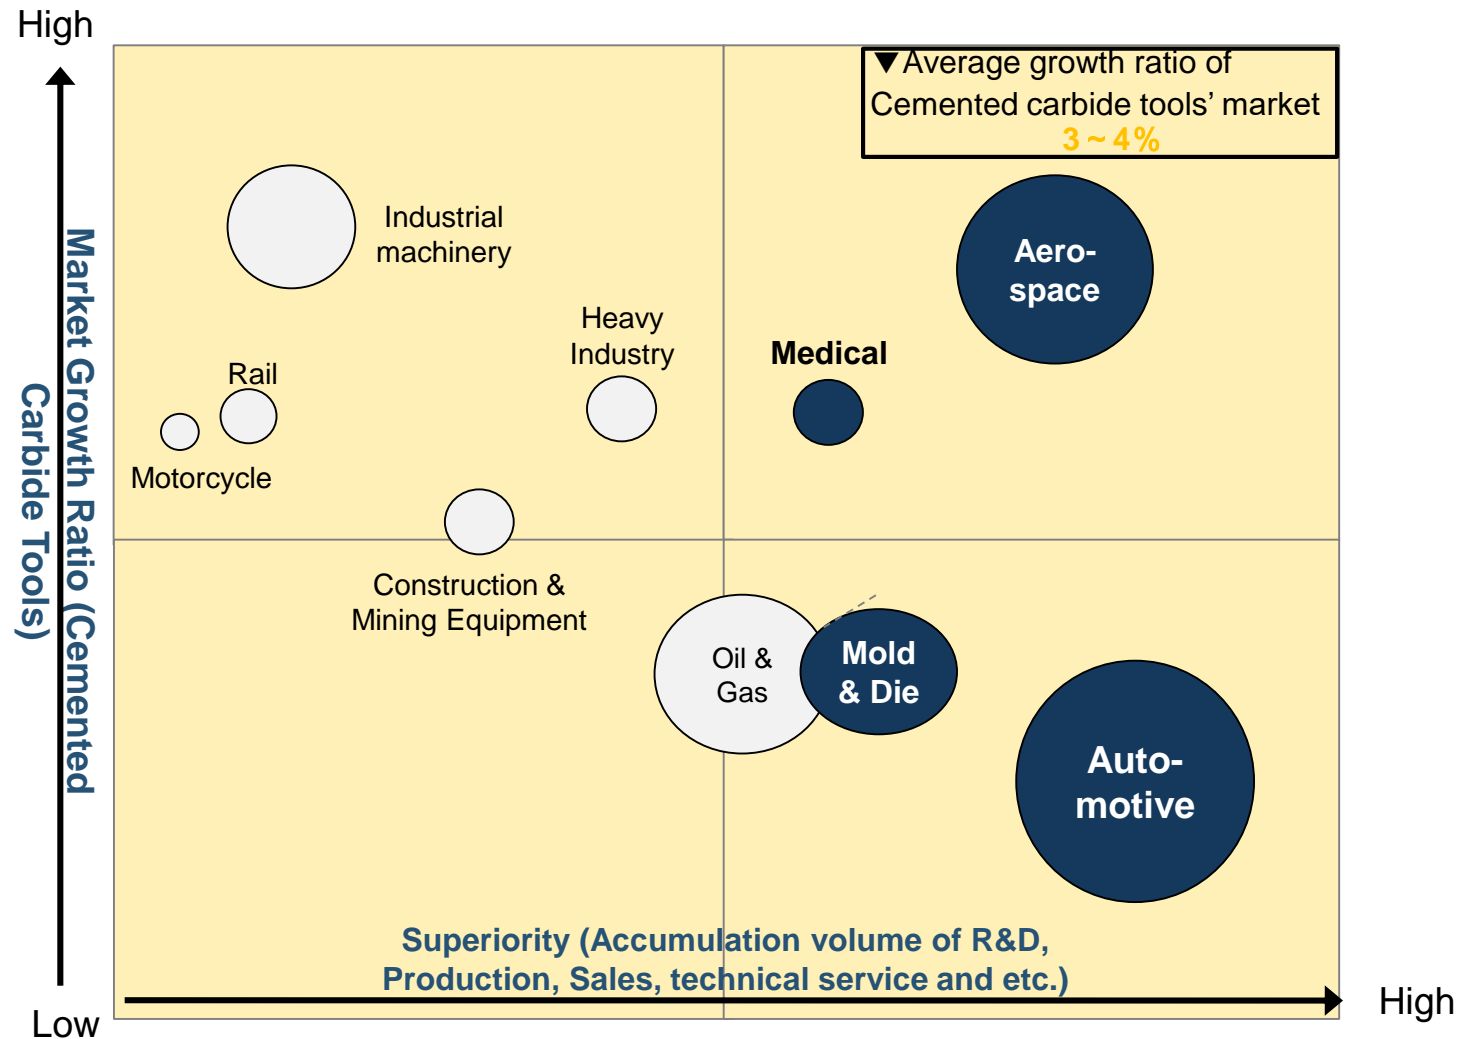 High
▼Average growth ratio of
Cemented carbide tools’ market
3 ~ 4%
Industrial
machinery
Aero-
space
Heavy
Industry
Medical
Rail
Motorcycle
Market Growth Ratio (Cemented
Carbide Tools)
Construction &
Mining Equipment
Oil &
Gas
Mold
& Die
Auto-
motive
Superiority (Accumulation volume of R&D,
Production, Sales, technical service and etc.)
High
Low